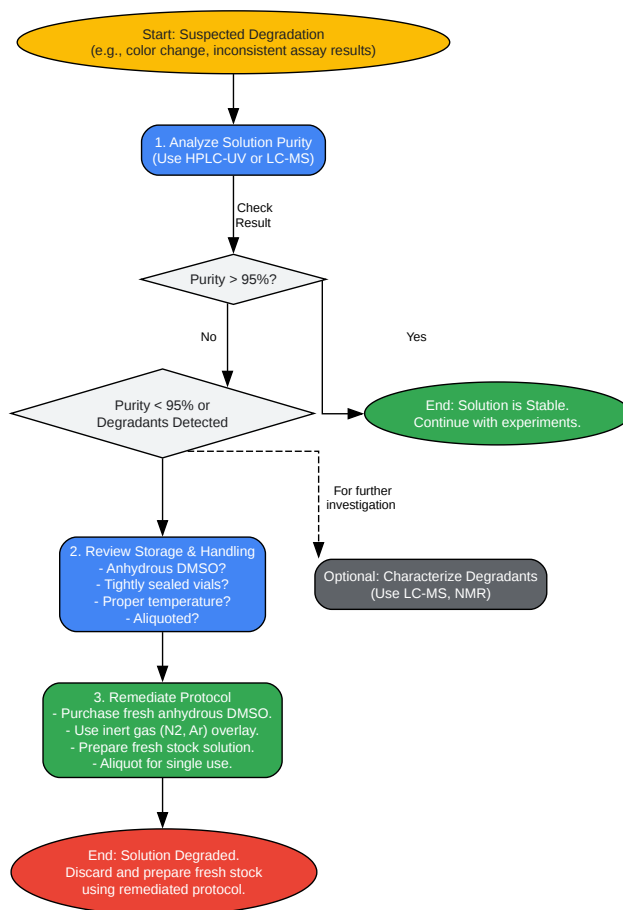 Start: Suspected Degradation
(e.g., color change, inconsistent assay results)
1. Analyze Solution Purity
(Use HPLC-UV or LC-MS)
Check
Result
Purity > 95%?
No
Yes
Purity < 95% or
Degradants Detected
End: Solution is Stable.
Continue with experiments.
For further
investigation
2. Review Storage & Handling
- Anhydrous DMSO?
- Tightly sealed vials?
- Proper temperature?
- Aliquoted?
Optional: Characterize Degradants
(Use LC-MS, NMR)
3. Remediate Protocol
- Purchase fresh anhydrous DMSO.
- Use inert gas (N2, Ar) overlay.
- Prepare fresh stock solution.
- Aliquot for single use.
End: Solution Degraded.
Discard and prepare fresh stock
using remediated protocol.